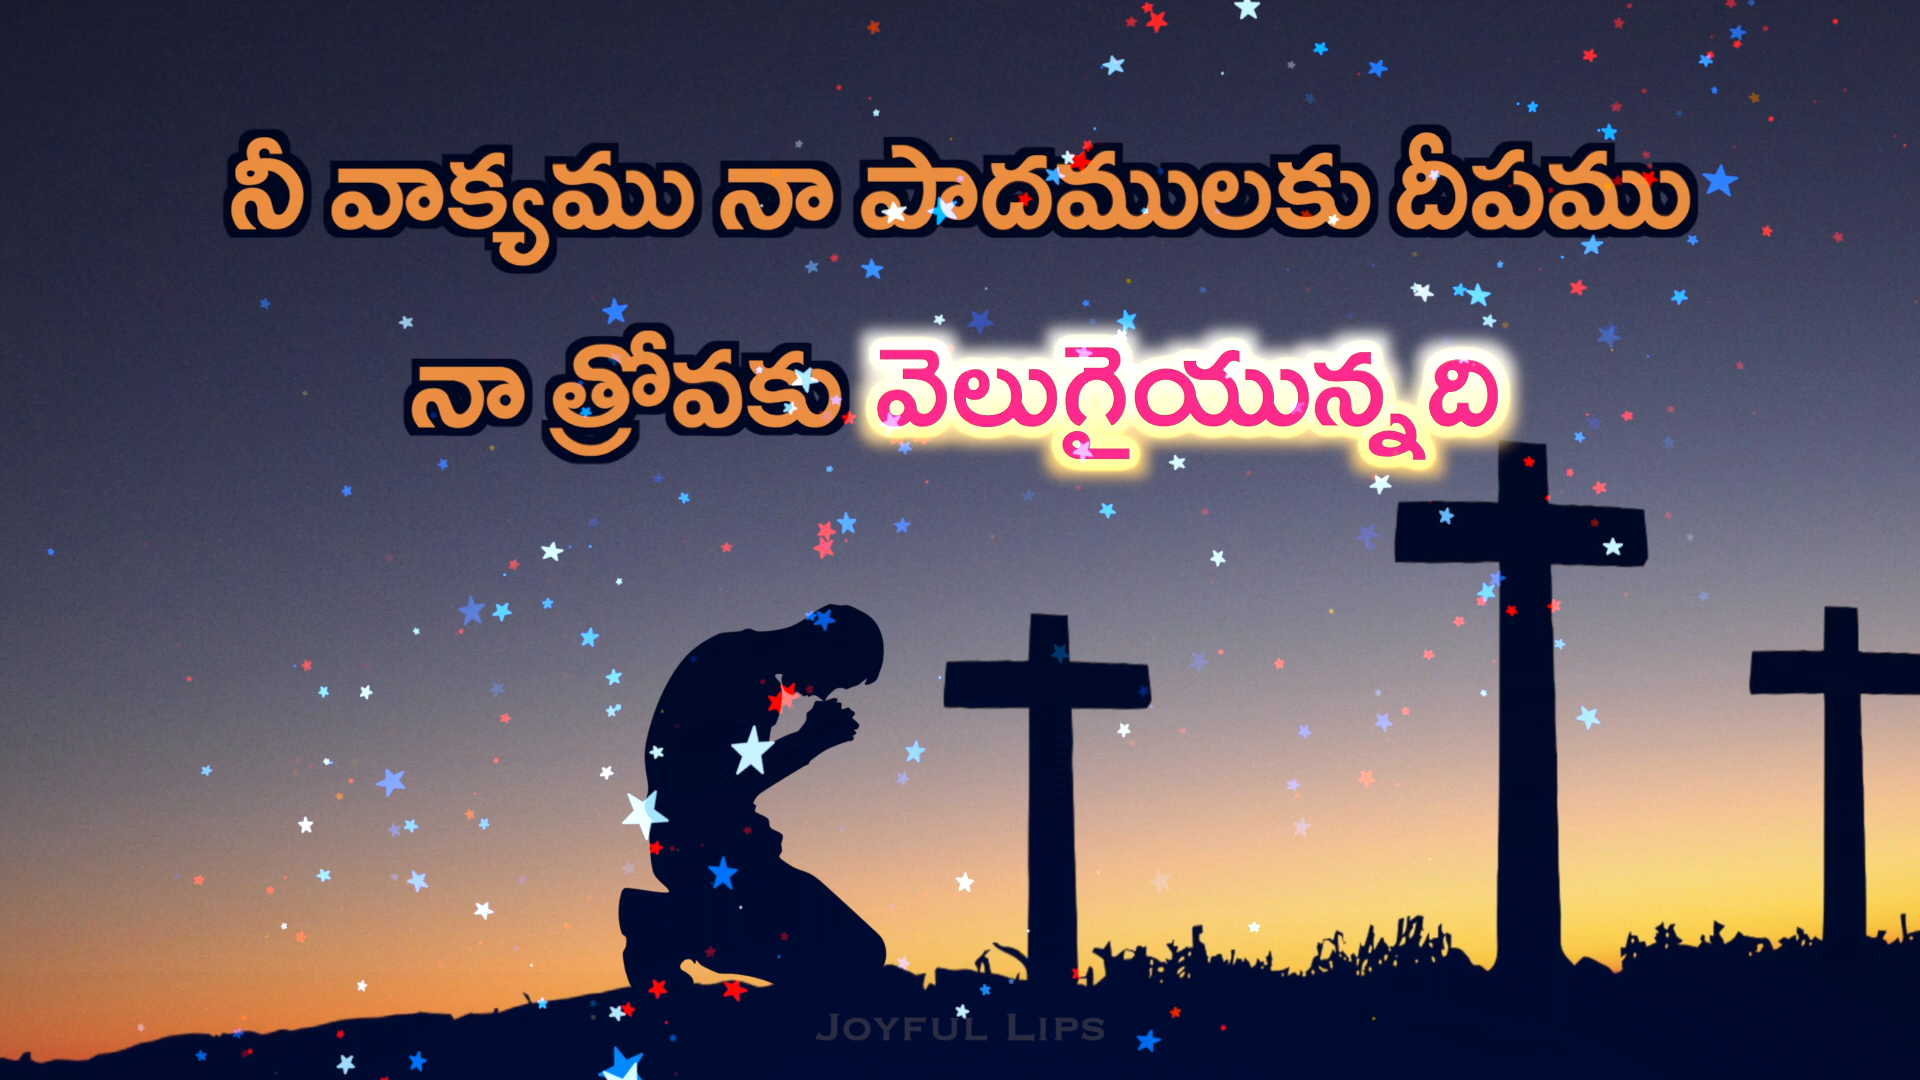 నీ వాక్యము నా పాదములకు దీపము
నా త్రోవకు వెలుగైయున్నది
Joyful Lips